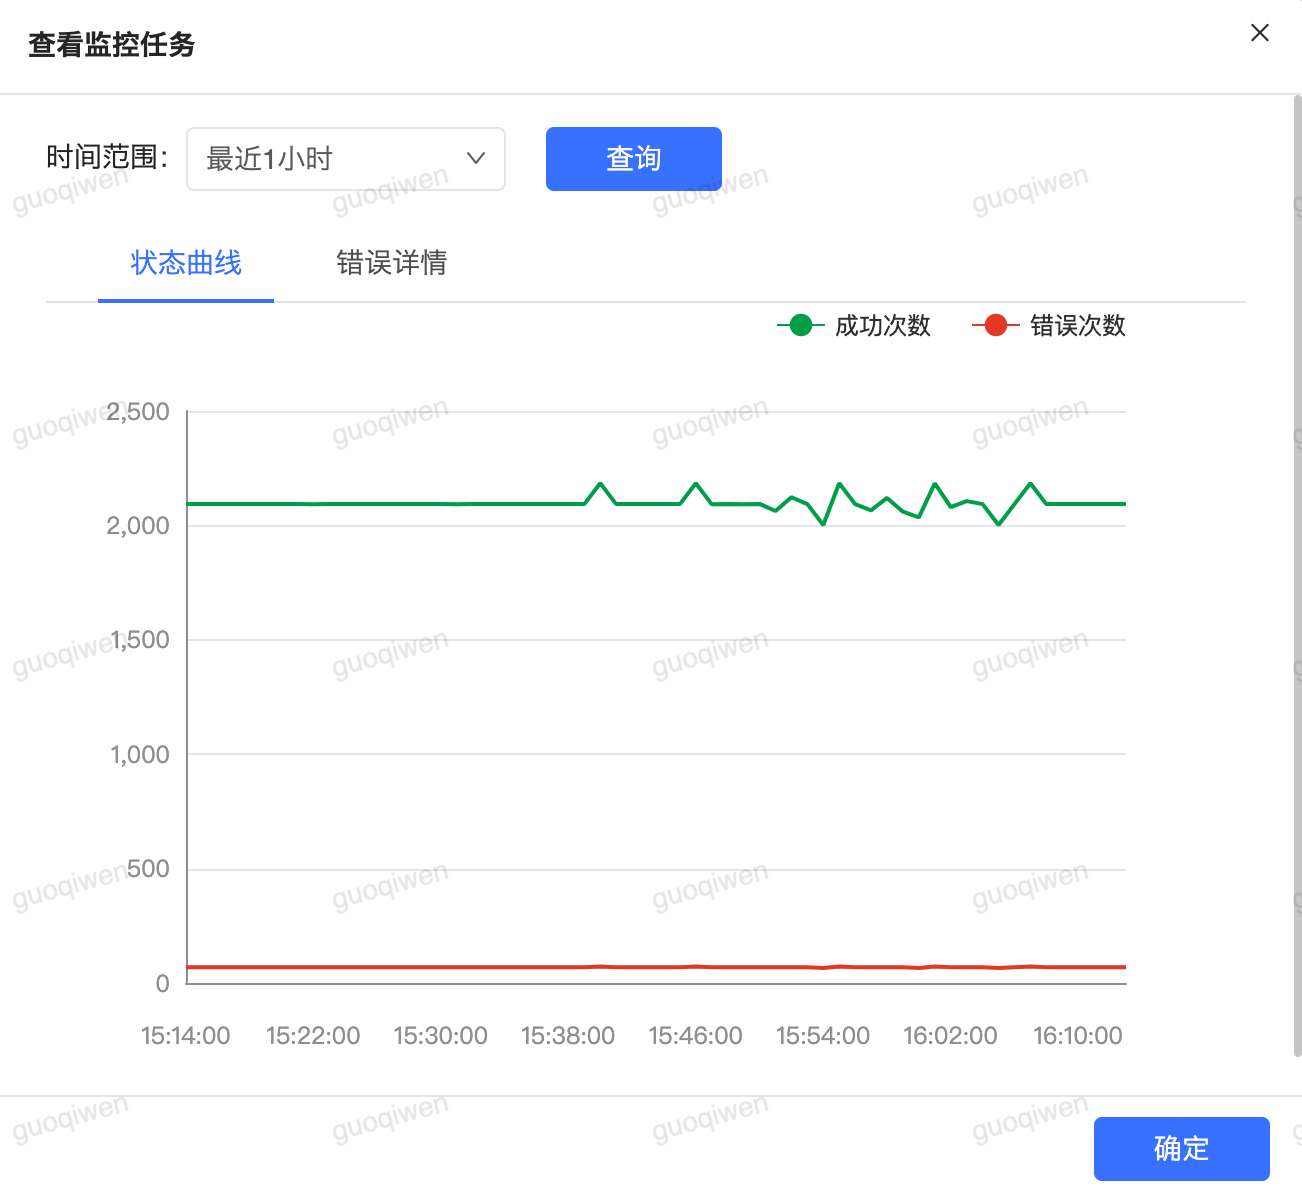 查看监控任务
时间范围: 最近1小时 查询
guoqiwen guoqiwen guoqiwen guoqiwen
状态曲线 错误详情
成功次数 错误次数
2,500
guoqiwen guoqiwen guoqiwen guoqiwen
2,000
1,500
guoqiwen guoqiwen guoqiwen guoqiwen
1,000
500
guoqiwen guoqiwen guoqiwen guoqiwen
0
15:14:00 15:22:00 15:30:00 15:38:00 15:46:00 15:54:00 16:02:00 16:10:00
guoqiwen guoqiwen guoqiwen guoqiwen
确定